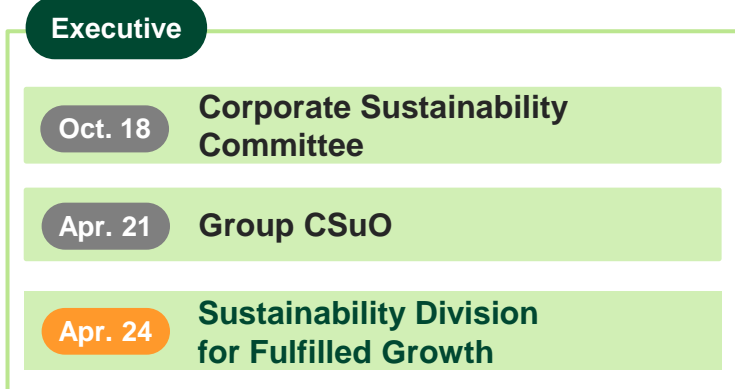 Executive
Oct. 18
Corporate Sustainability
Committee
Apr. 21
Group CSuO
Apr. 24
Sustainability Division
for Fulfilled Growth